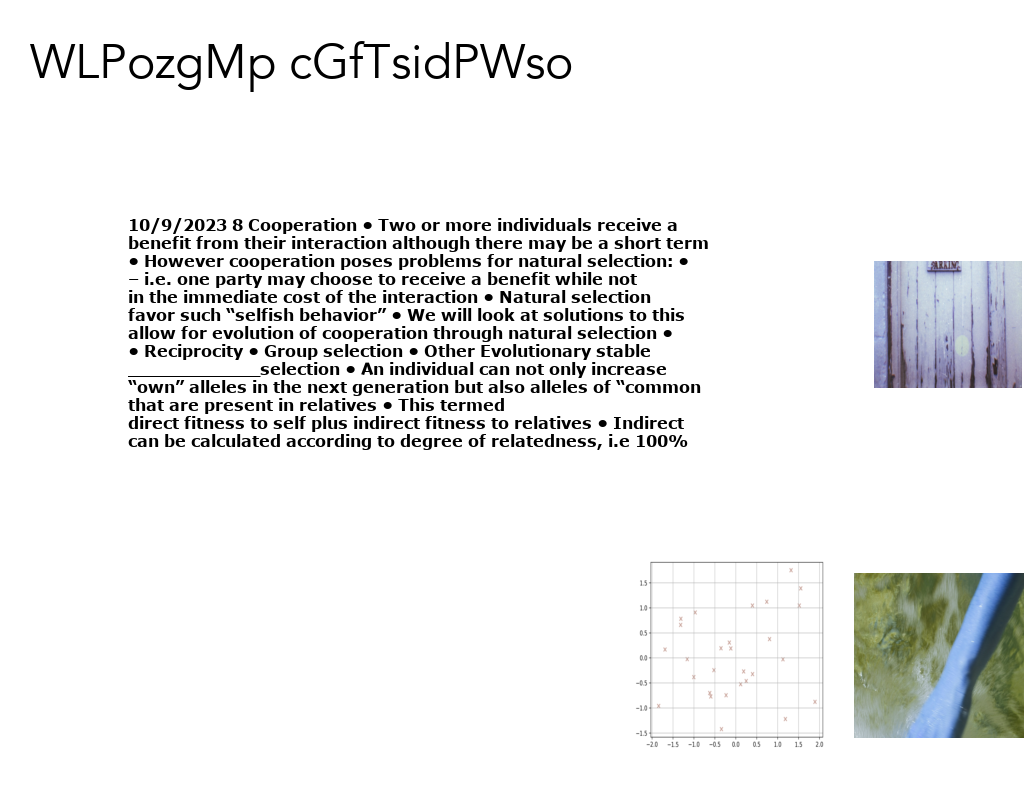 WLPozgMp cGfTsidPWso
10/9/2023 8 Cooperation ● Two or more individuals receive a
benefit from their interaction although there may be a short term
● However cooperation poses problems for natural selection: ●
– i.e. one party may choose to receive a benefit while not
in the immediate cost of the interaction ● Natural selection
favor such “selfish behavior” ● We will look at solutions to this
allow for evolution of cooperation through natural selection ●
● Reciprocity ● Group selection ● Other Evolutionary stable
_____________selection ● An individual can not only increase
“own” alleles in the next generation but also alleles of “common
that are present in relatives ● This termed
direct fitness to self plus indirect fitness to relatives ● Indirect
can be calculated according to degree of relatedness, i.e 100%
PARKING
1.5
1.0
0.5
0.0
−0.5
−1.0
−1.5
−2.0 −1.5 −1.0 −0.5 0.0 0.5 1.0 1.5 2.0